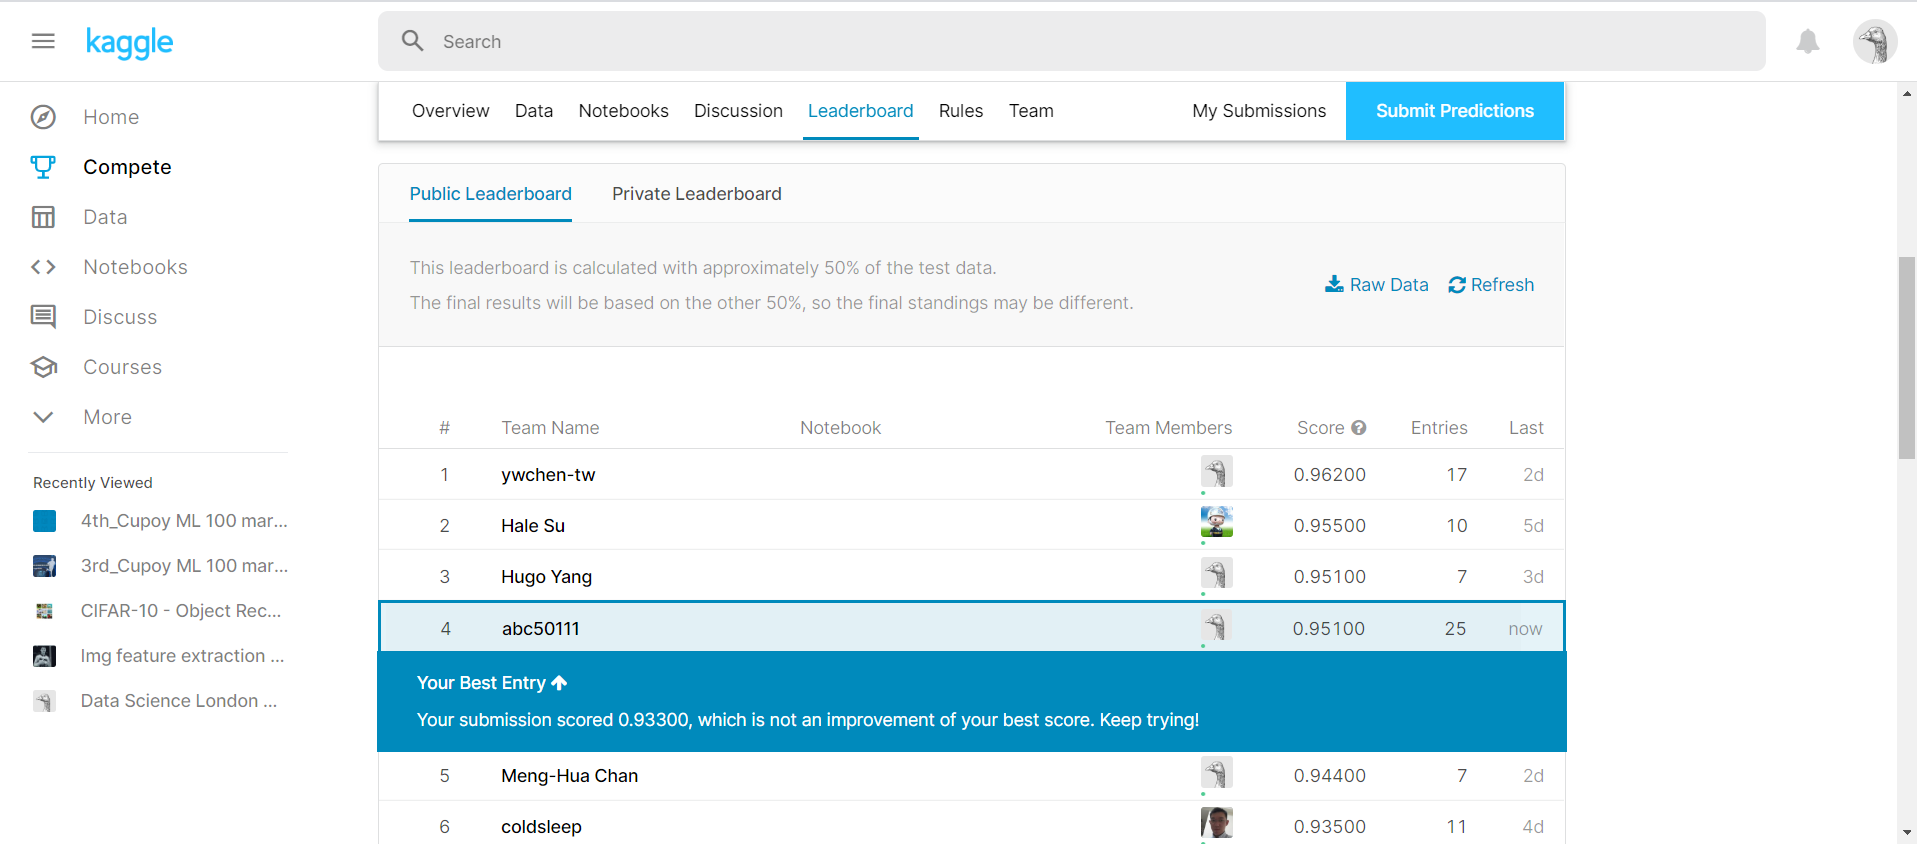 kaggle
Search
Home
Compete
Data
Notebooks
Discuss
Courses
More
Recently Viewed
4th_Cupoy ML 100 mar...
3rd_Cupoy ML 100 mar...
CIFAR-10 - Object Rec...
Img feature extraction ...
Data Science London ...
Overview Data Notebooks Discussion Leaderboard Rules Team My Submissions Submit Predictions
Public Leaderboard Private Leaderboard
This leaderboard is calculated with approximately 50% of the test data.
The final results will be based on the other 50%, so the final standings may be different.
Raw Data Refresh
# Team Name Notebook Team Members Score Entries Last
1 ywchen-tw 0.96200 17 2d
2 Hale Su 0.95500 10 5d
3 Hugo Yang 0.95100 7 3d
4 abc50111 0.95100 25 now
Your Best Entry
Your submission scored 0.93300, which is not an improvement of your best score. Keep trying!
5 Meng-Hua Chan 0.94400 7 2d
6 coldsleep 0.93500 11 4d